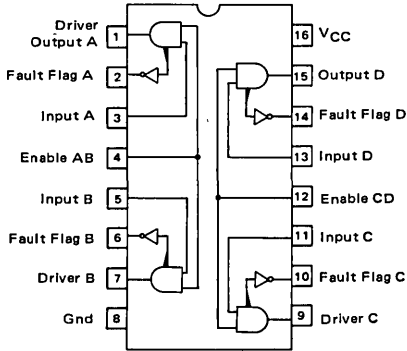 Driver
Output A
1
Fault Flag A
2
Input A
3
Enable AB
4
Input B
5
Fault Flag B
6
Driver B
7
Gnd
8
16
VCC
15
Output D
14
Fault Flag D
13
Input D
12
Enable CD
11
Input C
10
Fault Flag C
9
Driver C